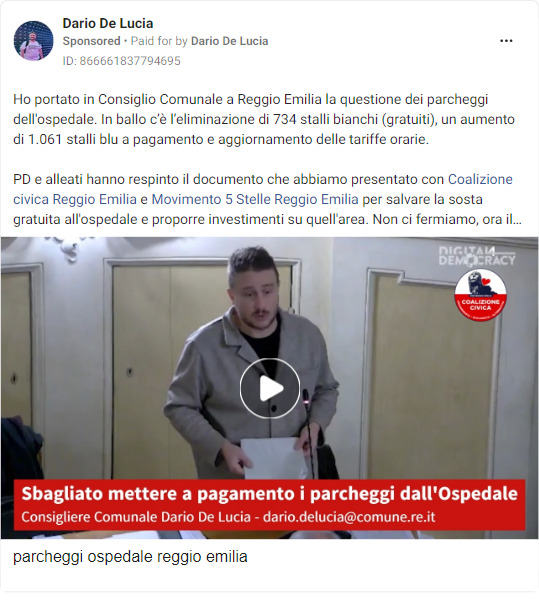 Dario De Lucia
Sponsored • Paid for by Dario De Lucia
ID: 866661837794695
Ho portato in Consiglio Comunale a Reggio Emilia la questione dei parcheggi
dell'ospedale. In ballo c'è l'eliminazione di 734 stalli bianchi (gratuiti), un aumento
di 1.061 stalli blu a pagamento e aggiornamento delle tariffe orarie.
PD e alleati hanno respinto il documento che abbiamo presentato con Coalizione
civica Reggio Emilia e Movimento 5 Stelle Reggio Emilia per salvare la sosta
gratuita all'ospedale e proporre investimenti su quell'area. Non ci fermiamo, ora il...
DIGITAL4
DEMOCRACY
COALIZIONE
CIVICA
Sbagliato mettere a pagamento i parcheggi dall'Ospedale
Consigliere Comunale Dario De Lucia - dario.delucia@comune.re.it
parcheggi ospedale reggio emilia